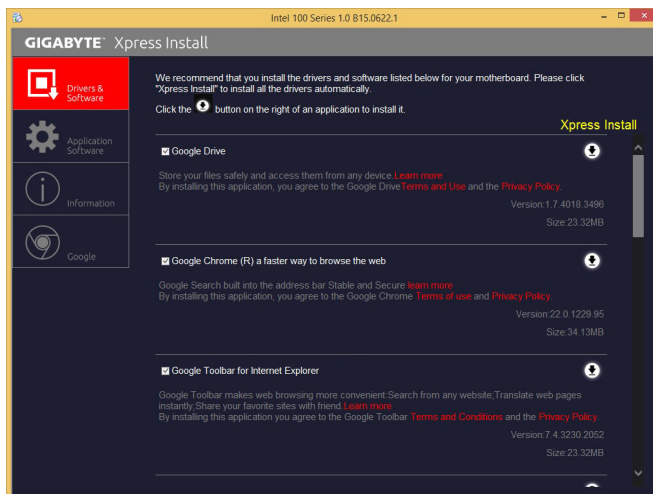 Intel 100 Series 1.0 B15.0622.1
GIGABYTE™ Xpress Install
Drivers &
Software
Application
Software
Information
Google
We recommend that you install the drivers and software listed below for your motherboard. Please click
"Xpress Install" to install all the drivers automatically.
Click the button on the right of an application to install it.
Xpress Install
Google Drive
Store your files safely and access them from any device.Learn more
By installing this application, you agree to the Google DriveTerms and Use and the Privacy Policy.
Version:1.7.4018.3496
Size:23.32MB
Google Chrome (R) a faster way to browse the web
Google Search built into the address bar Stable and Secure learn more
By installing this application, you agree to the Google Chrome Terms of use and Privacy Policy.
Version:22.0.1229.95
Size:34.13MB
Google Toolbar for Internet Explorer
Google Toolbar makes web browsing more convenient:Search from any website;Translate web pages
instantly;Share your favorite sites with friend.Learn more
By installing this application you agree to the Google Toolbar Terms and Conditions and the Privacy Policy.
Version:7.4.3230.2052
Size:23.32MB